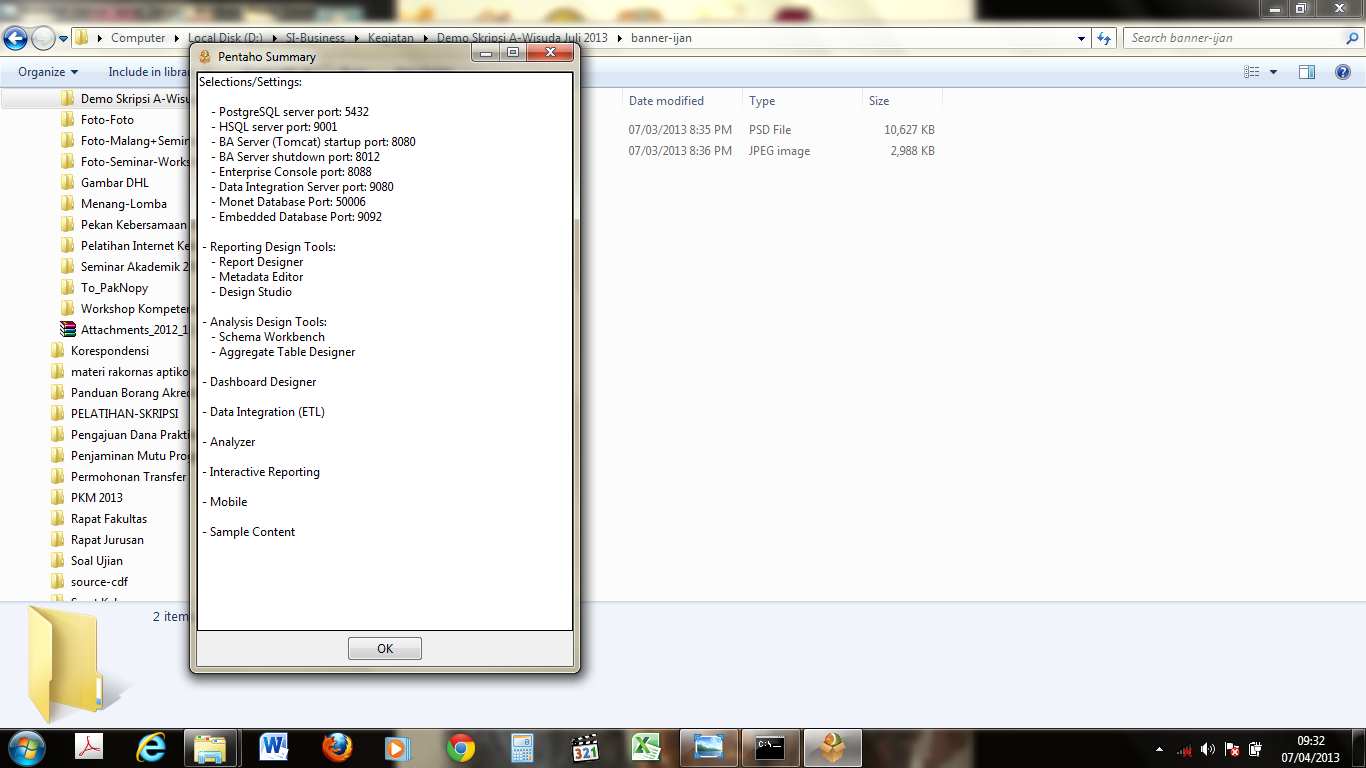 Computer
Local Disk (D:)
SI-Business
Kegiatan
Demo Skripsi A-Wisuda Juli 2013
banner-ijan
Search banner-ijan
Organize
Include in
Pentaho Summary
Selections/Settings:
- PostgreSQL server port: 5432
- HSQL server port: 9001
- BA Server (Tomcat) startup port: 8080
- BA Server shutdown port: 8012
- Enterprise Console port: 8088
- Data Integration Server port: 9080
- Monet Database Port: 50006
- Embedded Database Port: 9092
- Reporting Design Tools:
- Report Designer
- Metadata Editor
- Design Studio
- Analysis Design Tools:
- Schema Workbench
- Aggregate Table Designer
- Dashboard Designer
- Data Integration (ETL)
- Analyzer
- Interactive Reporting
- Mobile
- Sample Content
OK
Date modified Type Size
07/03/2013 8:35 PM PSD File 10,627 KB
07/03/2013 8:36 PM JPEG image 2,988 KB
Demo Skripsi A-Wisu
Foto-Foto
Foto-Malang+Semin
Foto-Seminar-Works
Gambar DHL
Menang-Lomba
Pekan Kebersamaan
Pelatihan Internet Ke
Seminar Akademik 2
To_PakNopy
Workshop Kompeter
Attachments_2012_1
Korespondensi
materi rakornas aptiko
Panduan Borang Akred
PELATIHAN-SKRIPSI
Pengajuan Dana Prakti
Penjaminan Mutu Prog
Permohonan Transfer
PKM 2013
Rapat Fakultas
Rapat Jurusan
Soal Ujian
source-cdf
2 item
C:\
321
09:32
07/04/2013